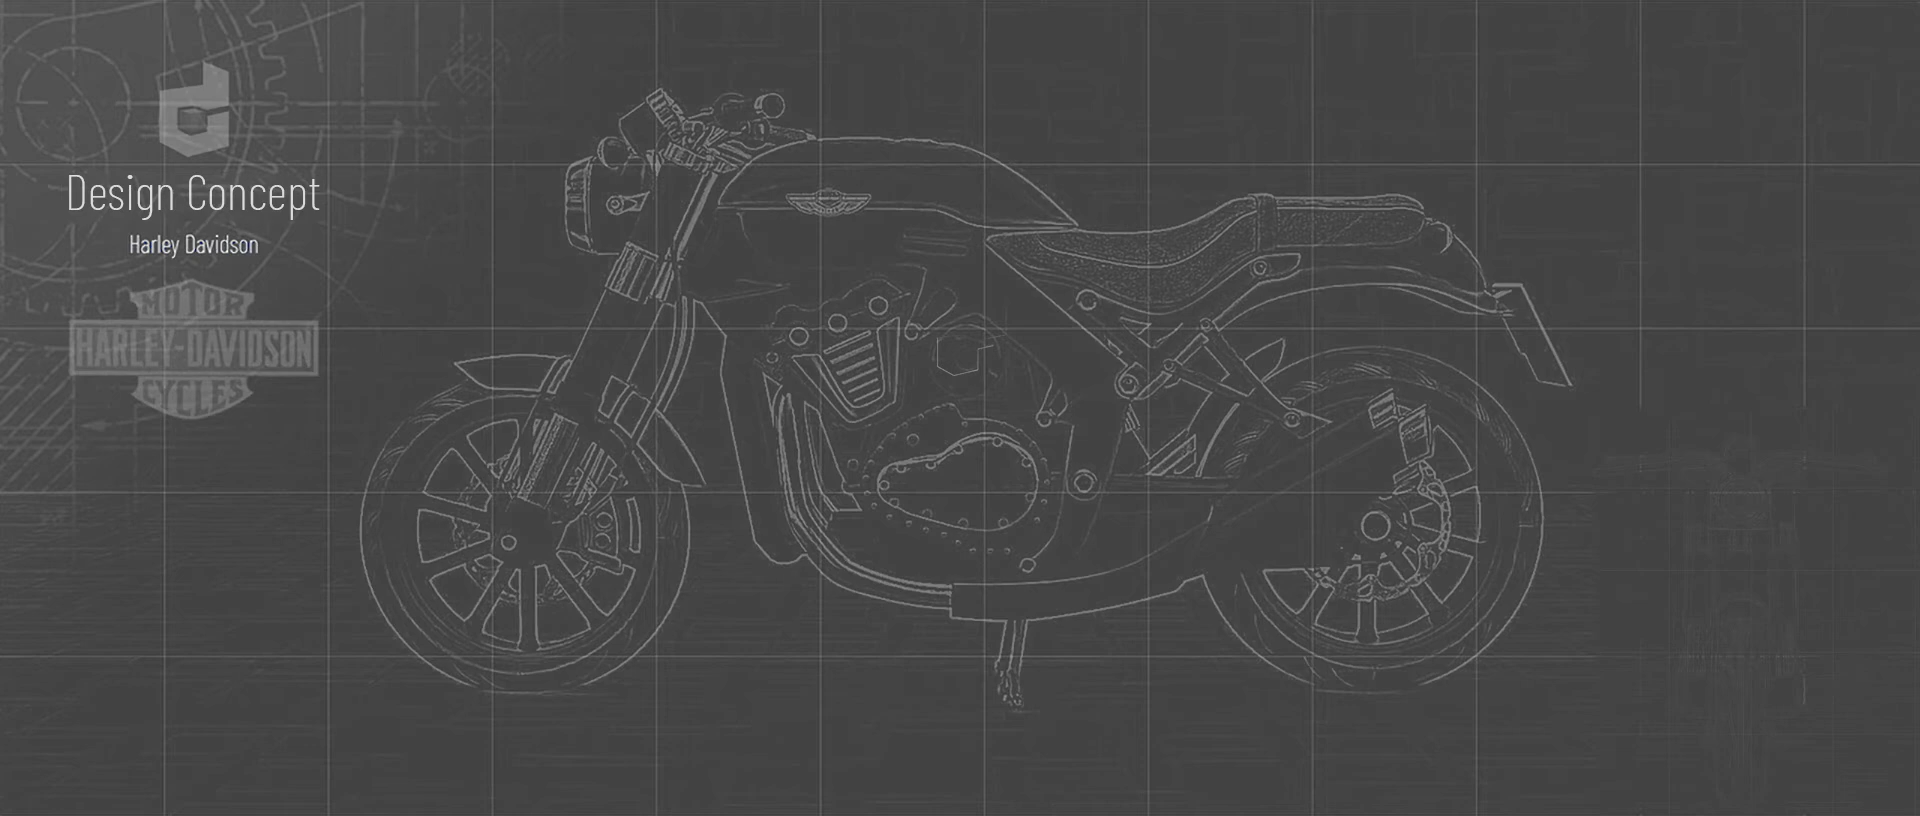 Design Concept
Harley Davidson
MOTOR
HARLEY-DAVIDSON
CYCLES